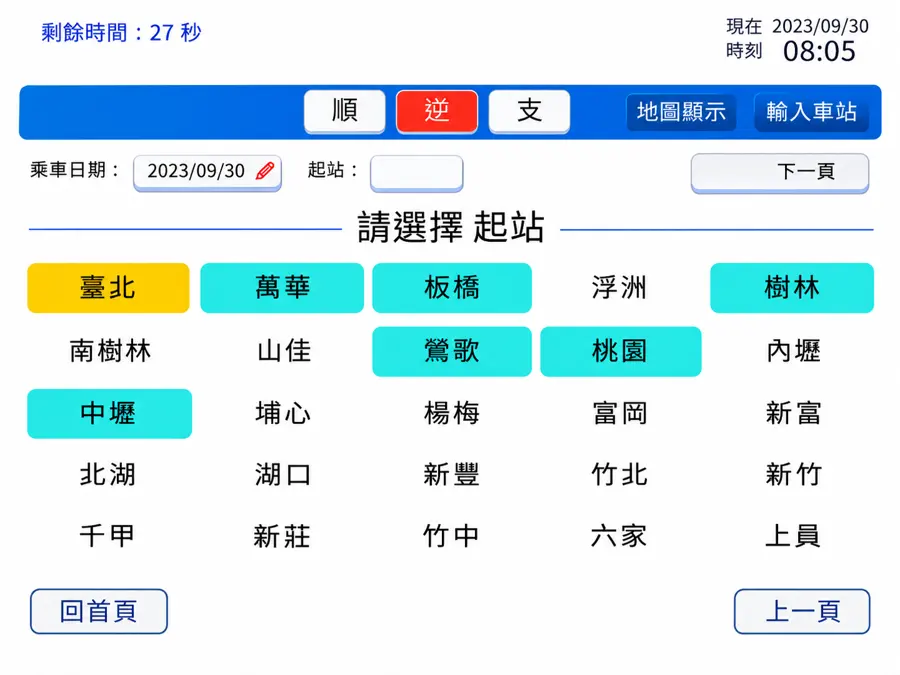 剩餘時間：27 秒
現在 2023/09/30
時刻 08:05
順 逆 支 地圖顯示 輸入車站
乘車日期： 2023/09/30 起站： 下一頁
請選擇 起站
臺北 萬華 板橋 浮洲 樹林
南樹林 山佳 鶯歌 桃園 內壢
中壢 埔心 楊梅 富岡 新富
北湖 湖口 新豐 竹北 新竹
千甲 新莊 竹中 六家 上員
回首頁 上一頁